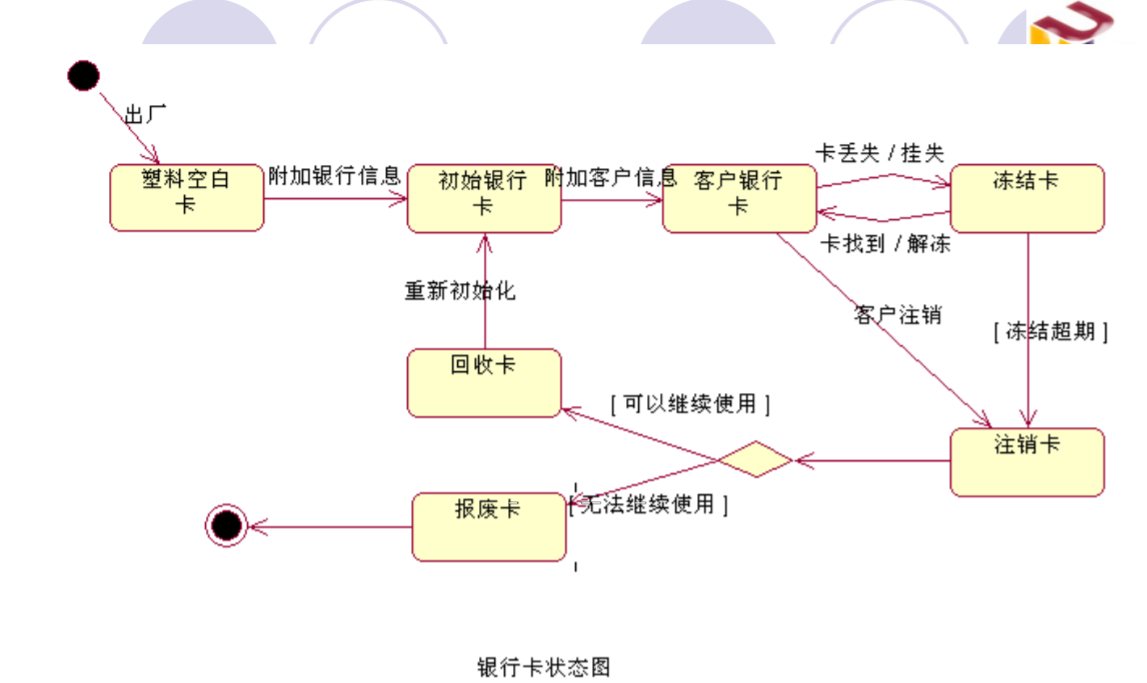 出厂
塑料空白
卡
附加银行信息
初始银行
卡
附加客户信息
客户银行
卡
卡丢失 / 挂失
冻结卡
卡找到 / 解冻
重新初始化
客户注销
[ 冻结超期 ]
回收卡
[ 可以继续使用 ]
注销卡
报废卡
[ 无法继续使用 ]
银行卡状态图